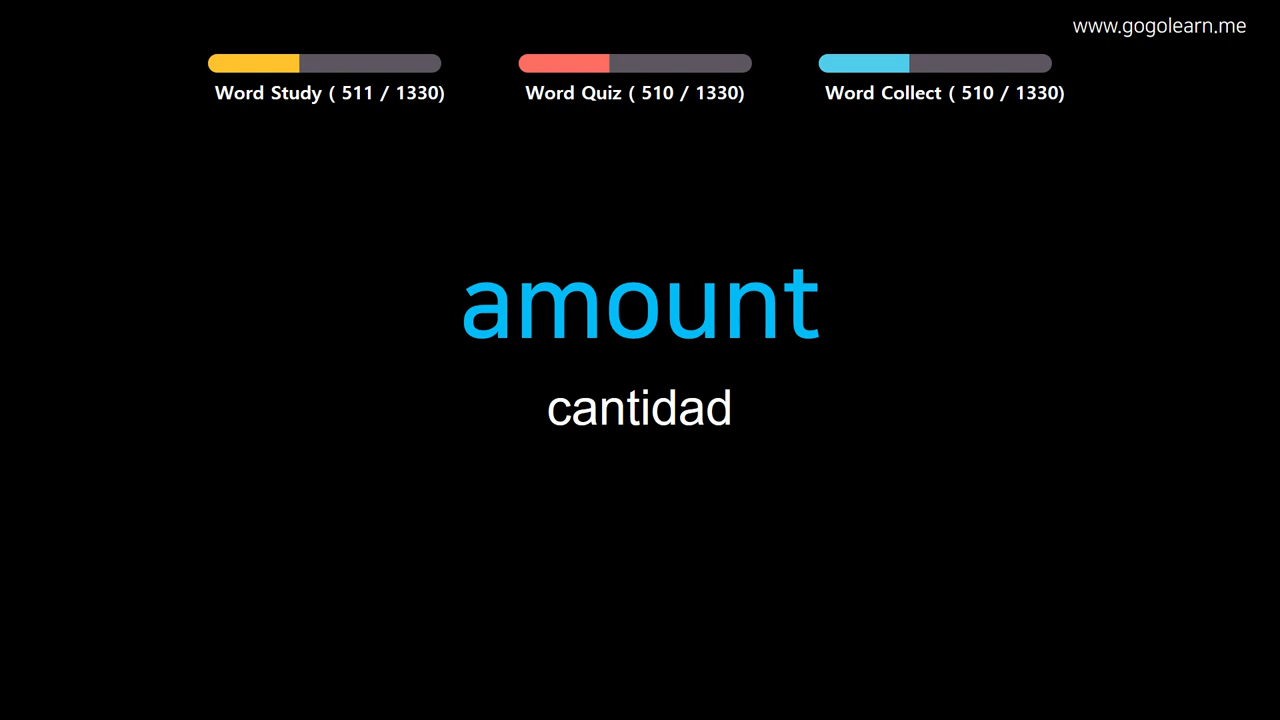 www.gogolearn.me
Word Study ( 511 / 1330)
Word Quiz ( 510 / 1330)
Word Collect ( 510 / 1330)
amount
cantidad